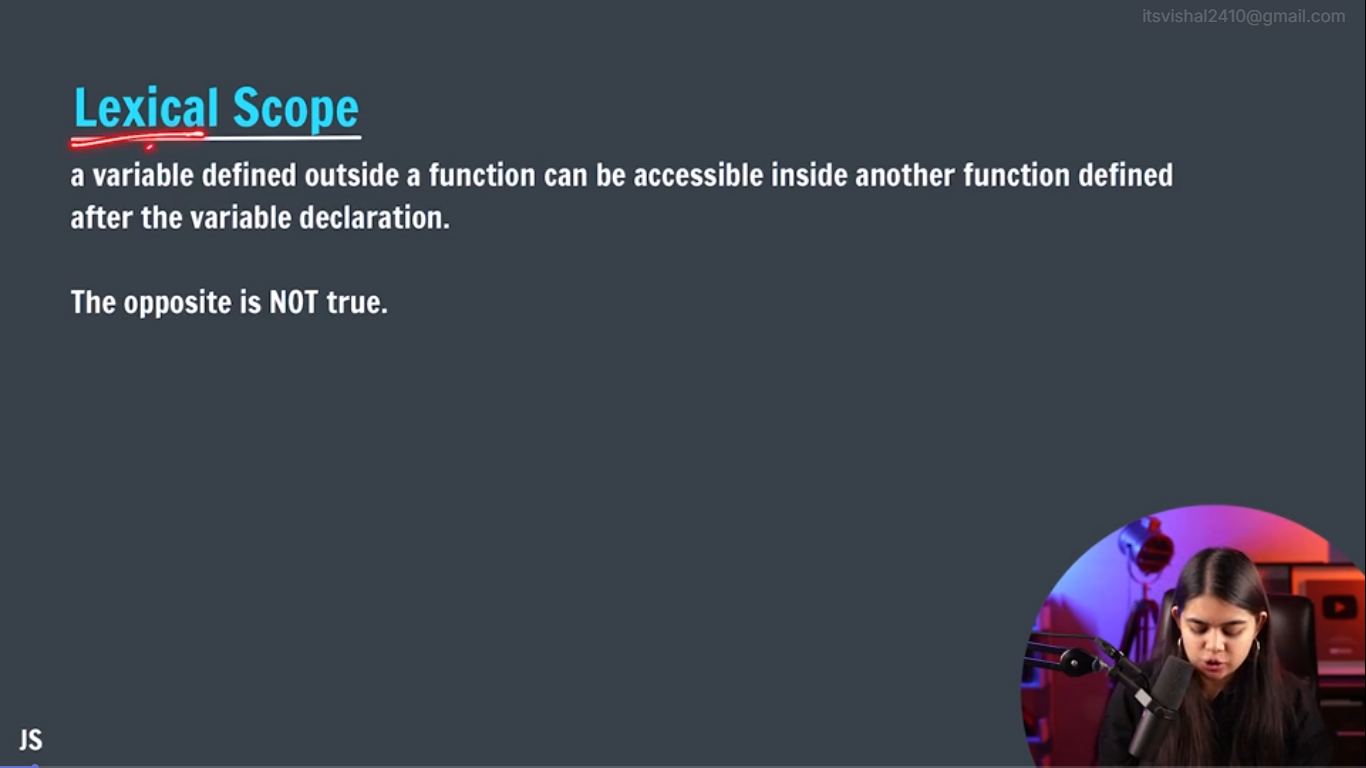 itsvishal2410@gmail.com
Lexical Scope
a variable defined outside a function can be accessible inside another function defined
after the variable declaration.
The opposite is NOT true.
JS